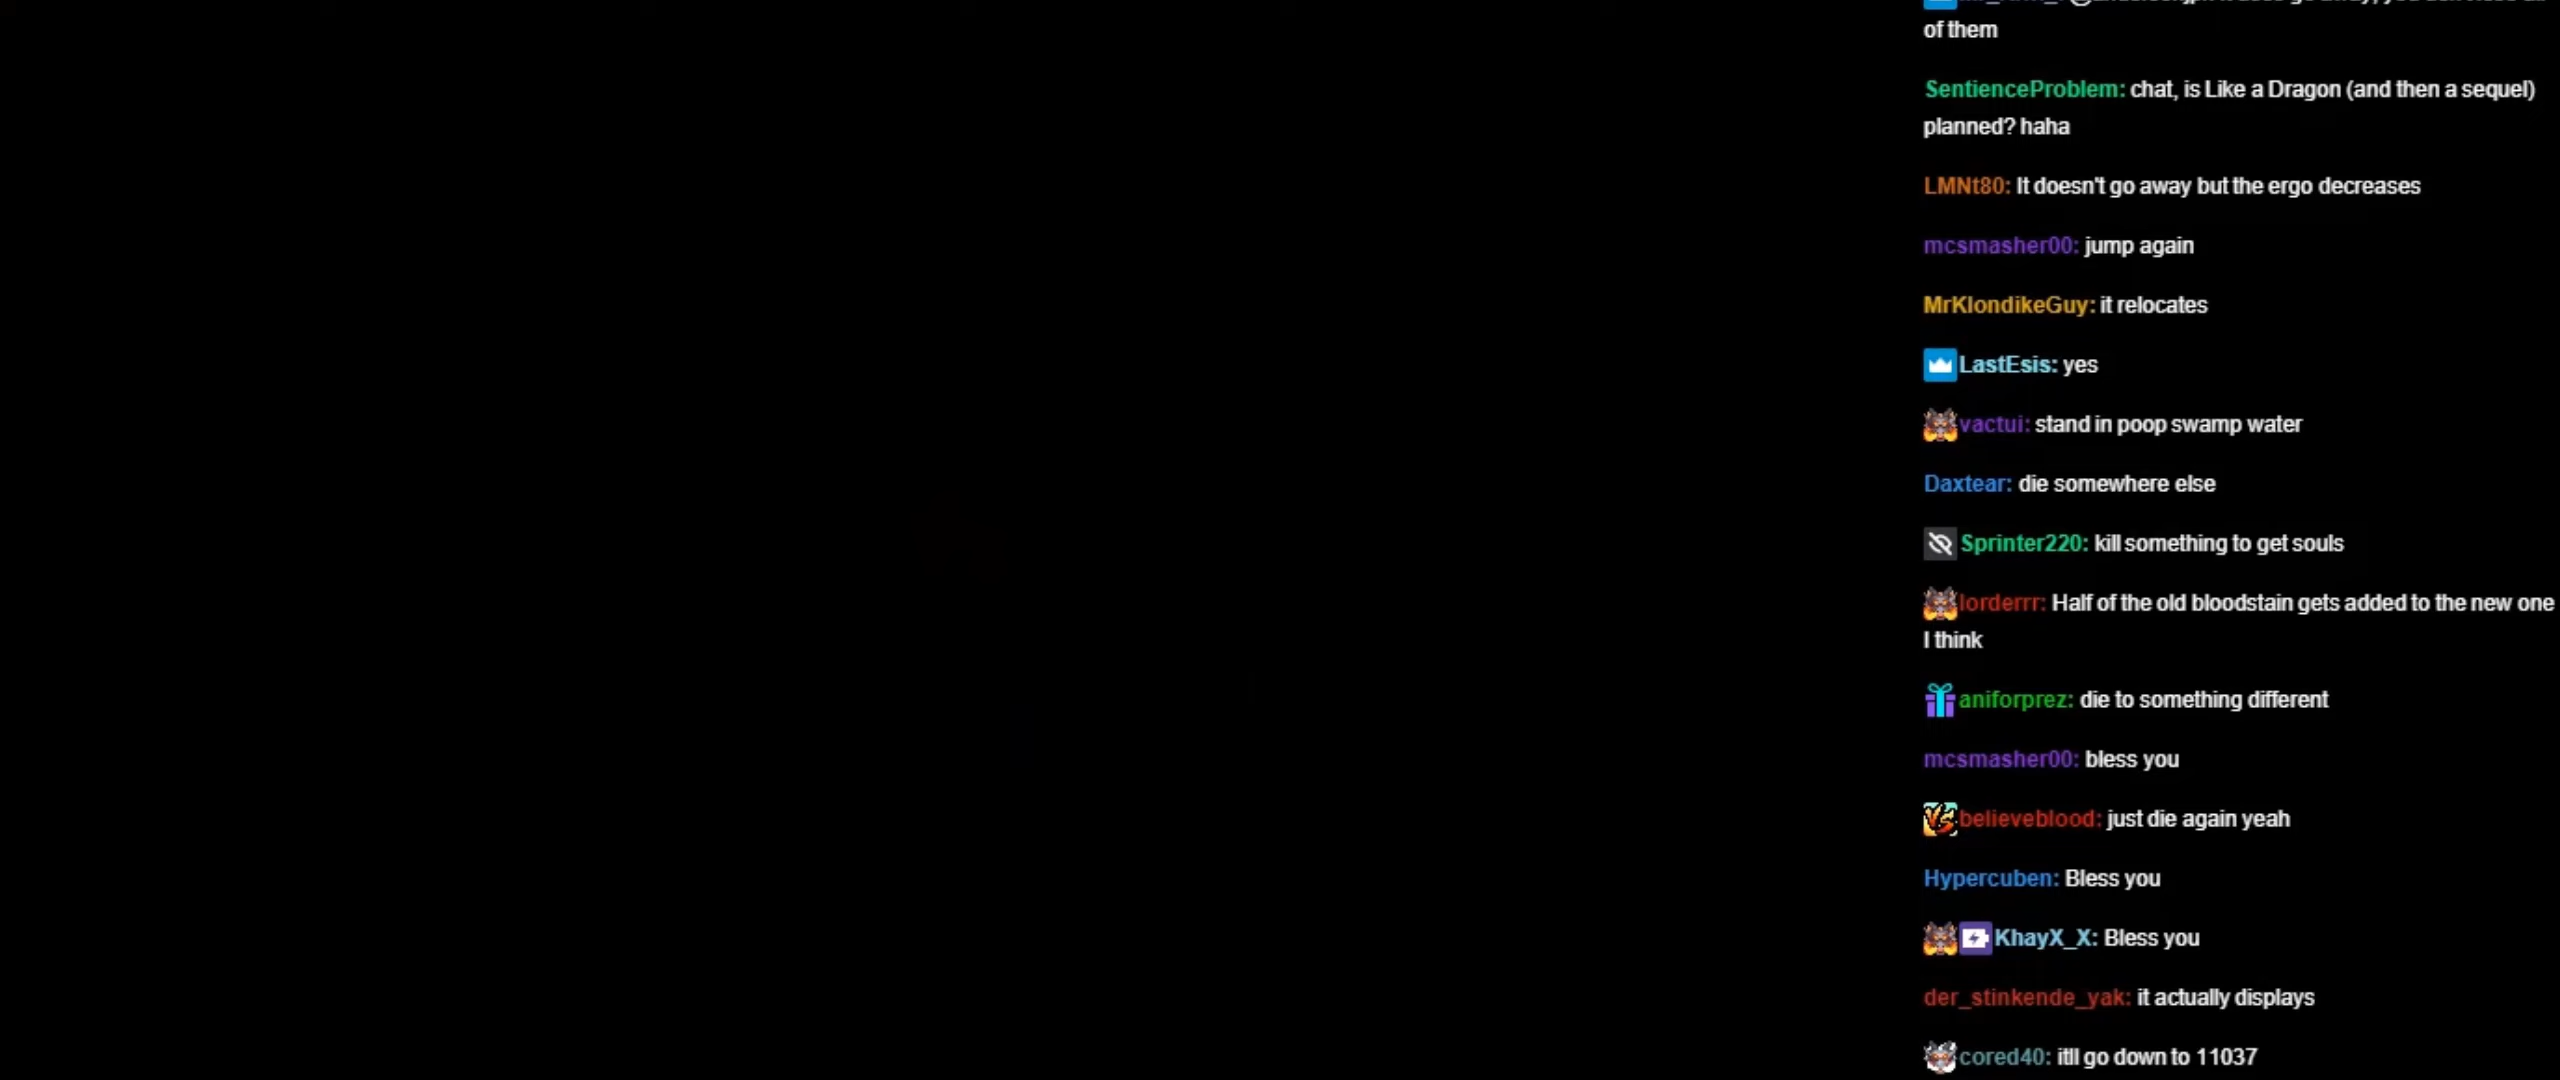 of them
SentienceProblem: chat, is Like a Dragon (and then a sequel)
planned? haha
LMNt80: It doesn't go away but the ergo decreases
mcsmasher00: jump again
MrKlondikeGuy: it relocates
LastEsis: yes
vactui: stand in poop swamp water
Daxtear: die somewhere else
Sprinter220: kill something to get souls
lorderrr: Half of the old bloodstain gets added to the new one
I think
aniforprez: die to something different
mcsmasher00: bless you
believeblood: just die again yeah
Hypercuben: Bless you
KhayX_X: Bless you
der_stinkende_yak: it actually displays
cored40: itll go down to 11037